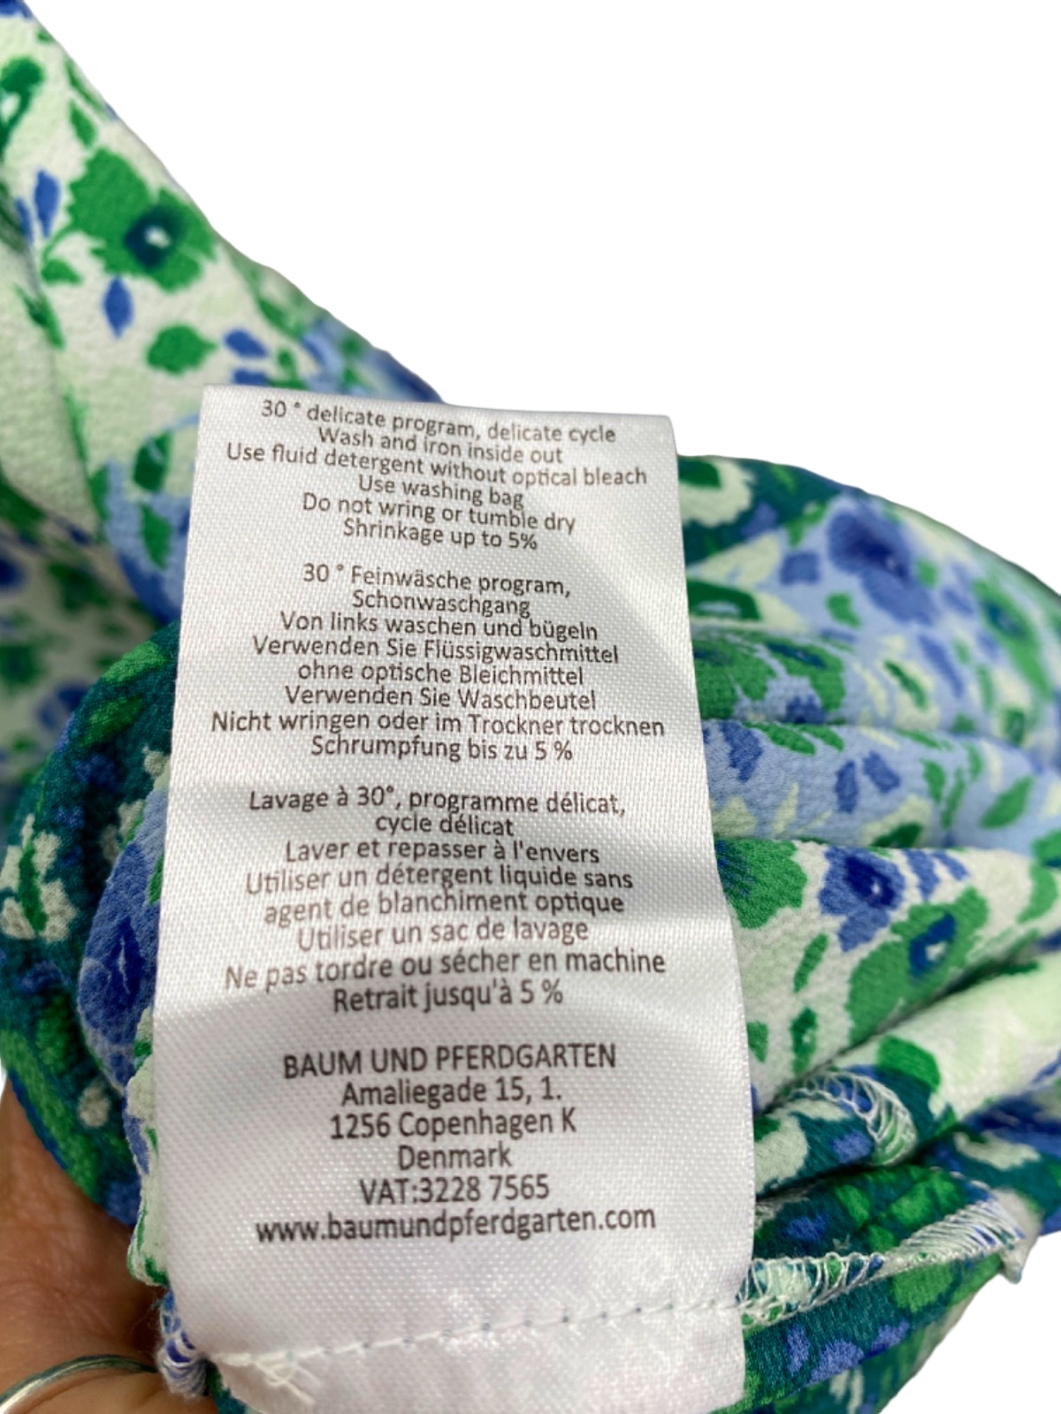 30 ° delicate program, delicate cycle
Wash and iron inside out
Use fluid detergent without optical bleach
Use washing bag
Do not wring or tumble dry
Shrinkage up to 5%
30 ° Feinwäsche program,
Schonwaschgang
Von links waschen und bügeln
Verwenden Sie Flüssigwaschmittel
ohne optische Bleichmittel
Verwenden Sie Waschbeutel
Nicht wringen oder im Trockner trocknen
Schrumpfung bis zu 5 %
Lavage à 30°, programme délicat,
cycle délicat
Laver et repasser à l'envers
Utiliser un détergent liquide sans
agent de blanchiment optique
Utiliser un sac de lavage
Ne pas tordre ou sécher en machine
Retrait jusqu'à 5 %
BAUM UND PFERDGARTEN
Amaliegade 15, 1.
1256 Copenhagen K
Denmark
VAT:3228 7565
www.baumundpferdgarten.com